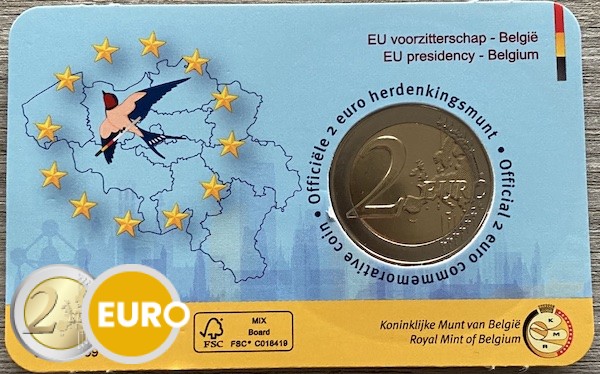 EU voorzitterschap - België
EU presidency - Belgium
• Officiële 2 euro herdenkingsmunt •
Official 2 euro commemorative coin
2 EURO
2
EURO
09
FSC
MIX
Board
FSC® C018419
Koninklijke Munt van België
Royal Mint of Belgium
K M R